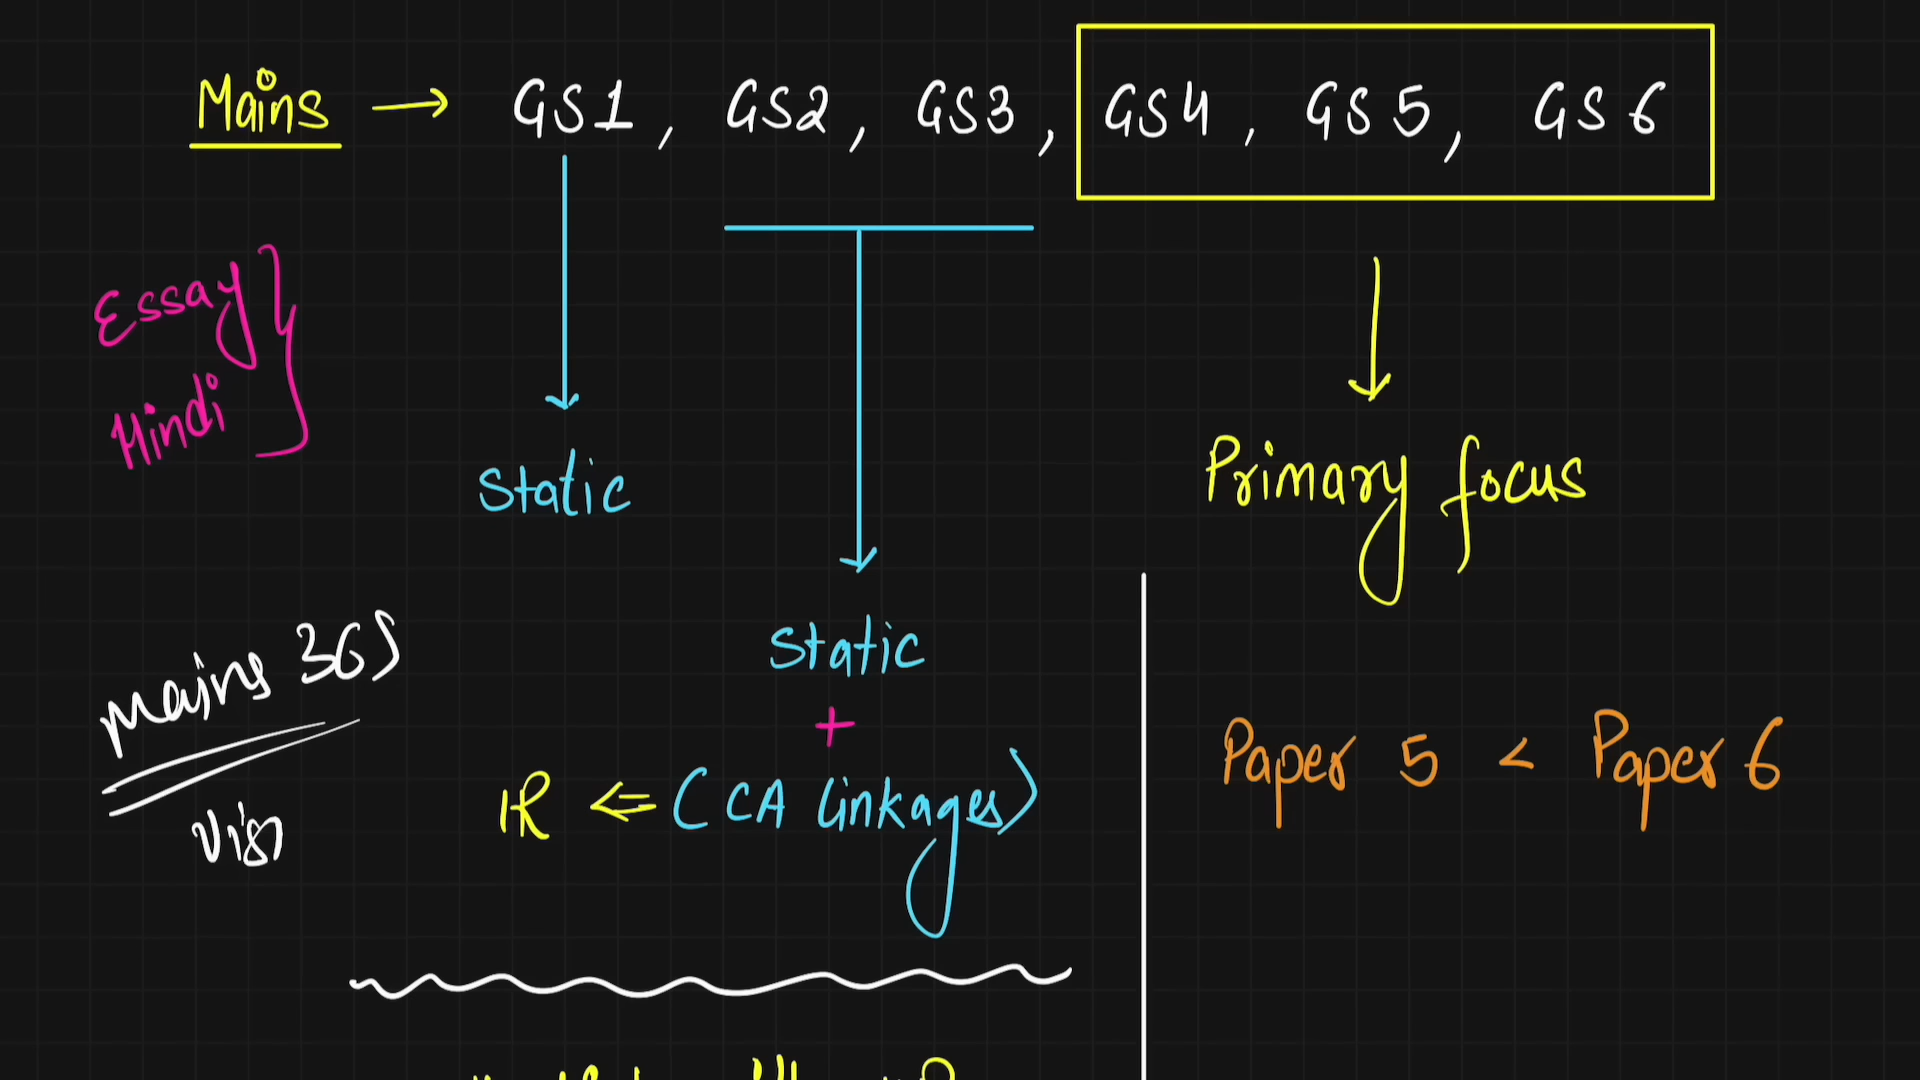 Mains → GS1, GS2, GS3, GS4, GS5, GS6
Essay
Hindi
Static
Primary focus
Static
+
IR ⇐ (CA linkages)
Mains 365
Paper 5 < Paper 6